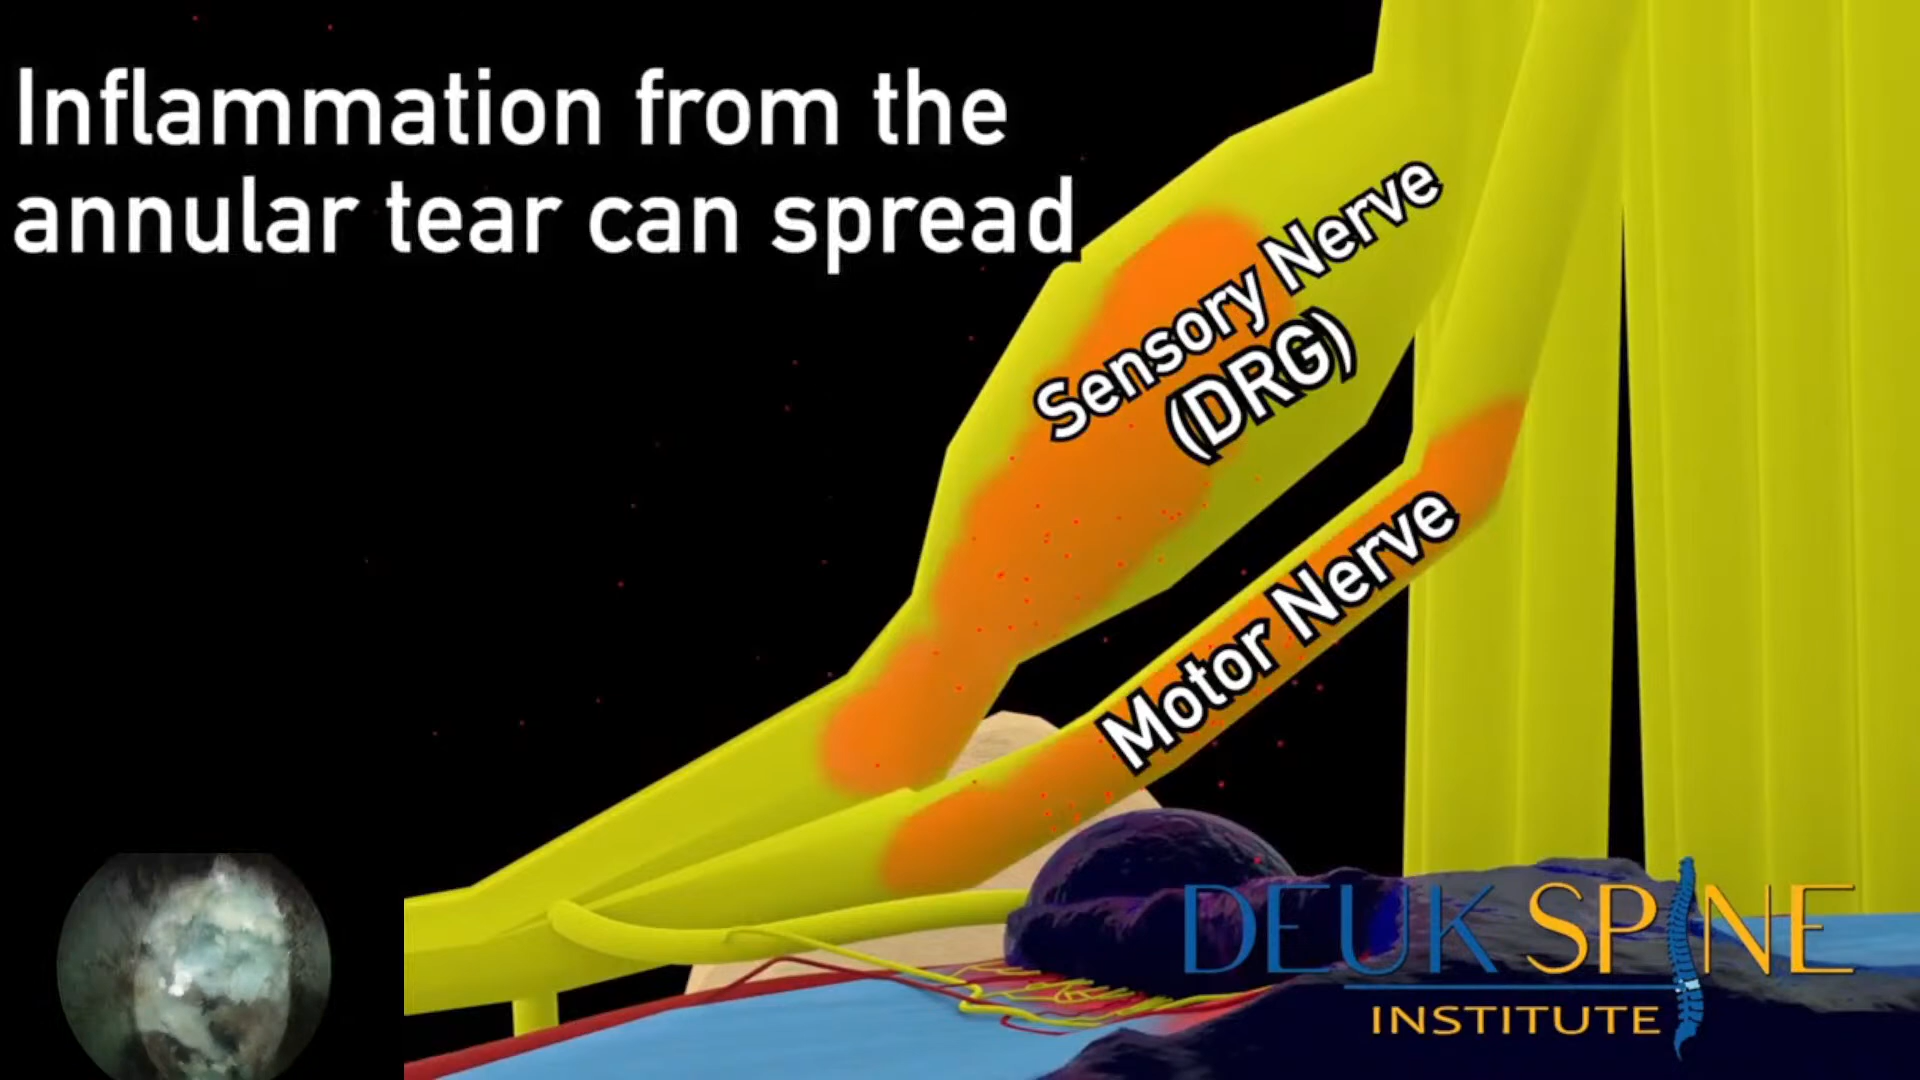 Inflammation from the
annular tear can spread
Sensory Nerve
(DRG)
Motor Nerve
DEUK SPINE
INSTITUTE